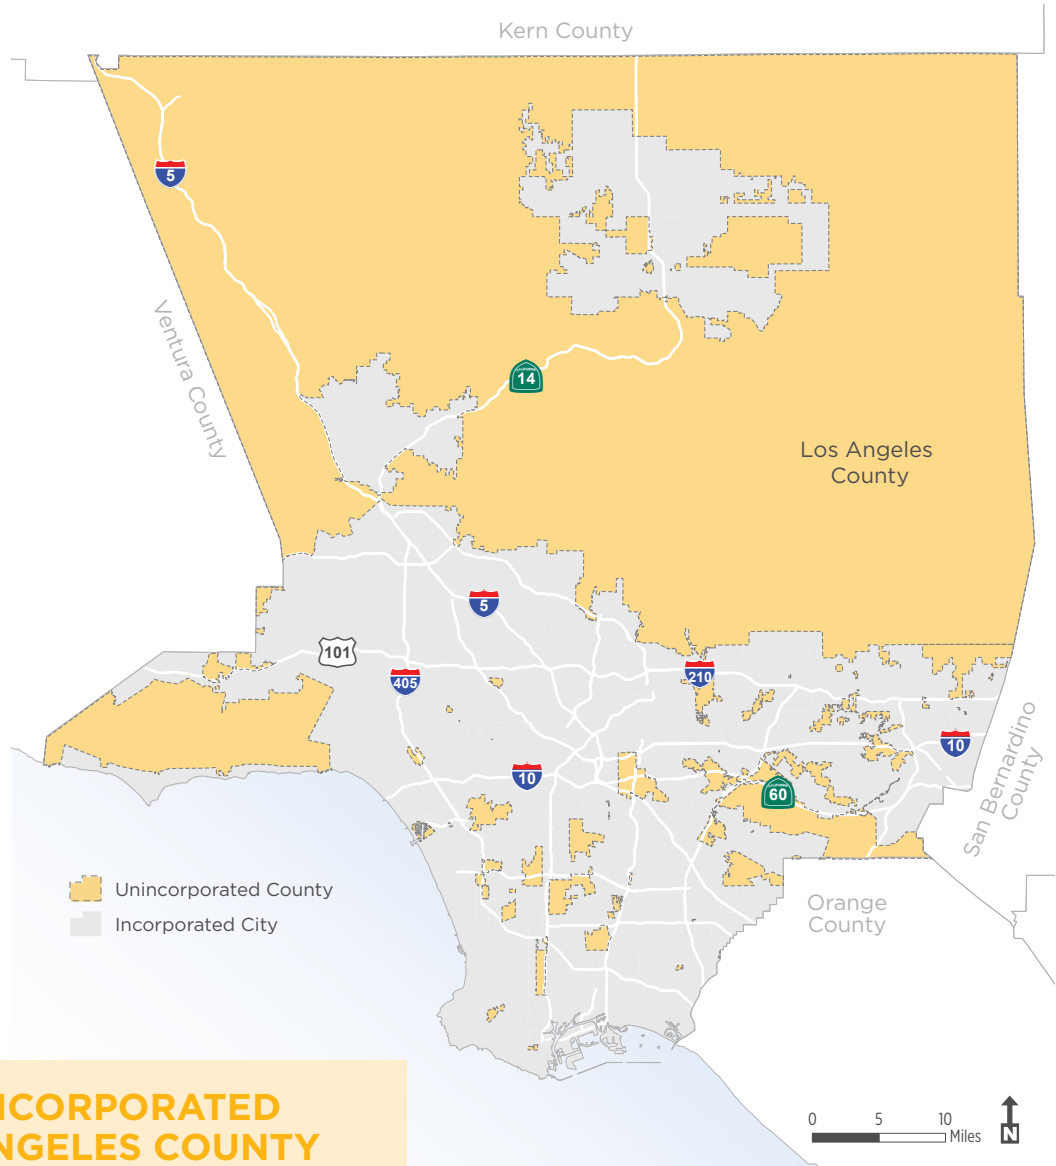 Kern County
5
Ventura County
14
Los Angeles
County
5
101
405
210
10
10
60
San Bernardino
County
Unincorporated County
Incorporated City
Orange
County
NCORPORATED
NGELES COUNTY
0 5 10
Miles
N